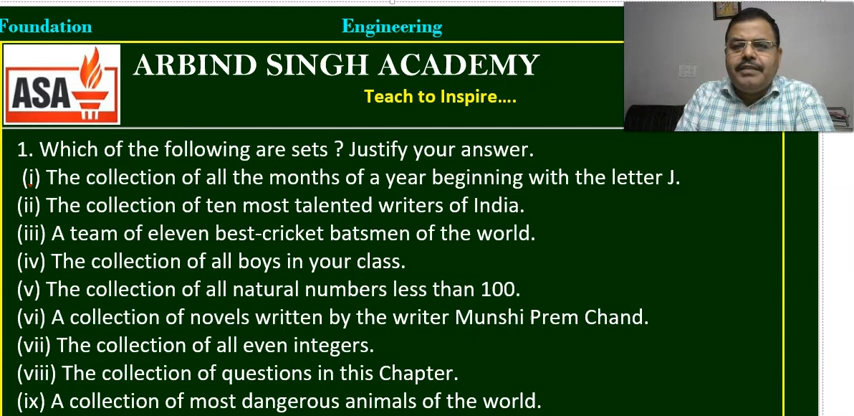 Foundation
Engineering
ASA
ARBIND SINGH ACADEMY
Teach to Inspire....
1. Which of the following are sets ? Justify your answer.
(i) The collection of all the months of a year beginning with the letter J.
(ii) The collection of ten most talented writers of India.
(iii) A team of eleven best-cricket batsmen of the world.
(iv) The collection of all boys in your class.
(v) The collection of all natural numbers less than 100.
(vi) A collection of novels written by the writer Munshi Prem Chand.
(vii) The collection of all even integers.
(viii) The collection of questions in this Chapter.
(ix) A collection of most dangerous animals of the world.